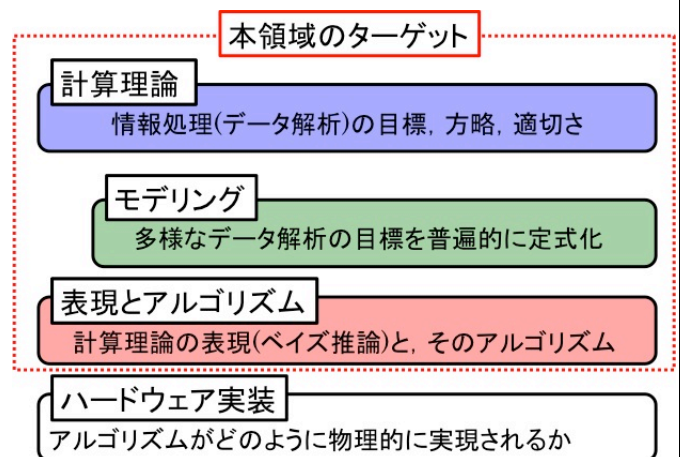 本領域のターゲット
計算理論
情報処理(データ解析)の目標, 方略, 適切さ
モデリング
多様なデータ解析の目標を普遍的に定式化
表現とアルゴリズム
計算理論の表現(ベイズ推論)と, そのアルゴリズム
ハードウェア実装
アルゴリズムがどのように物理的に実現されるか